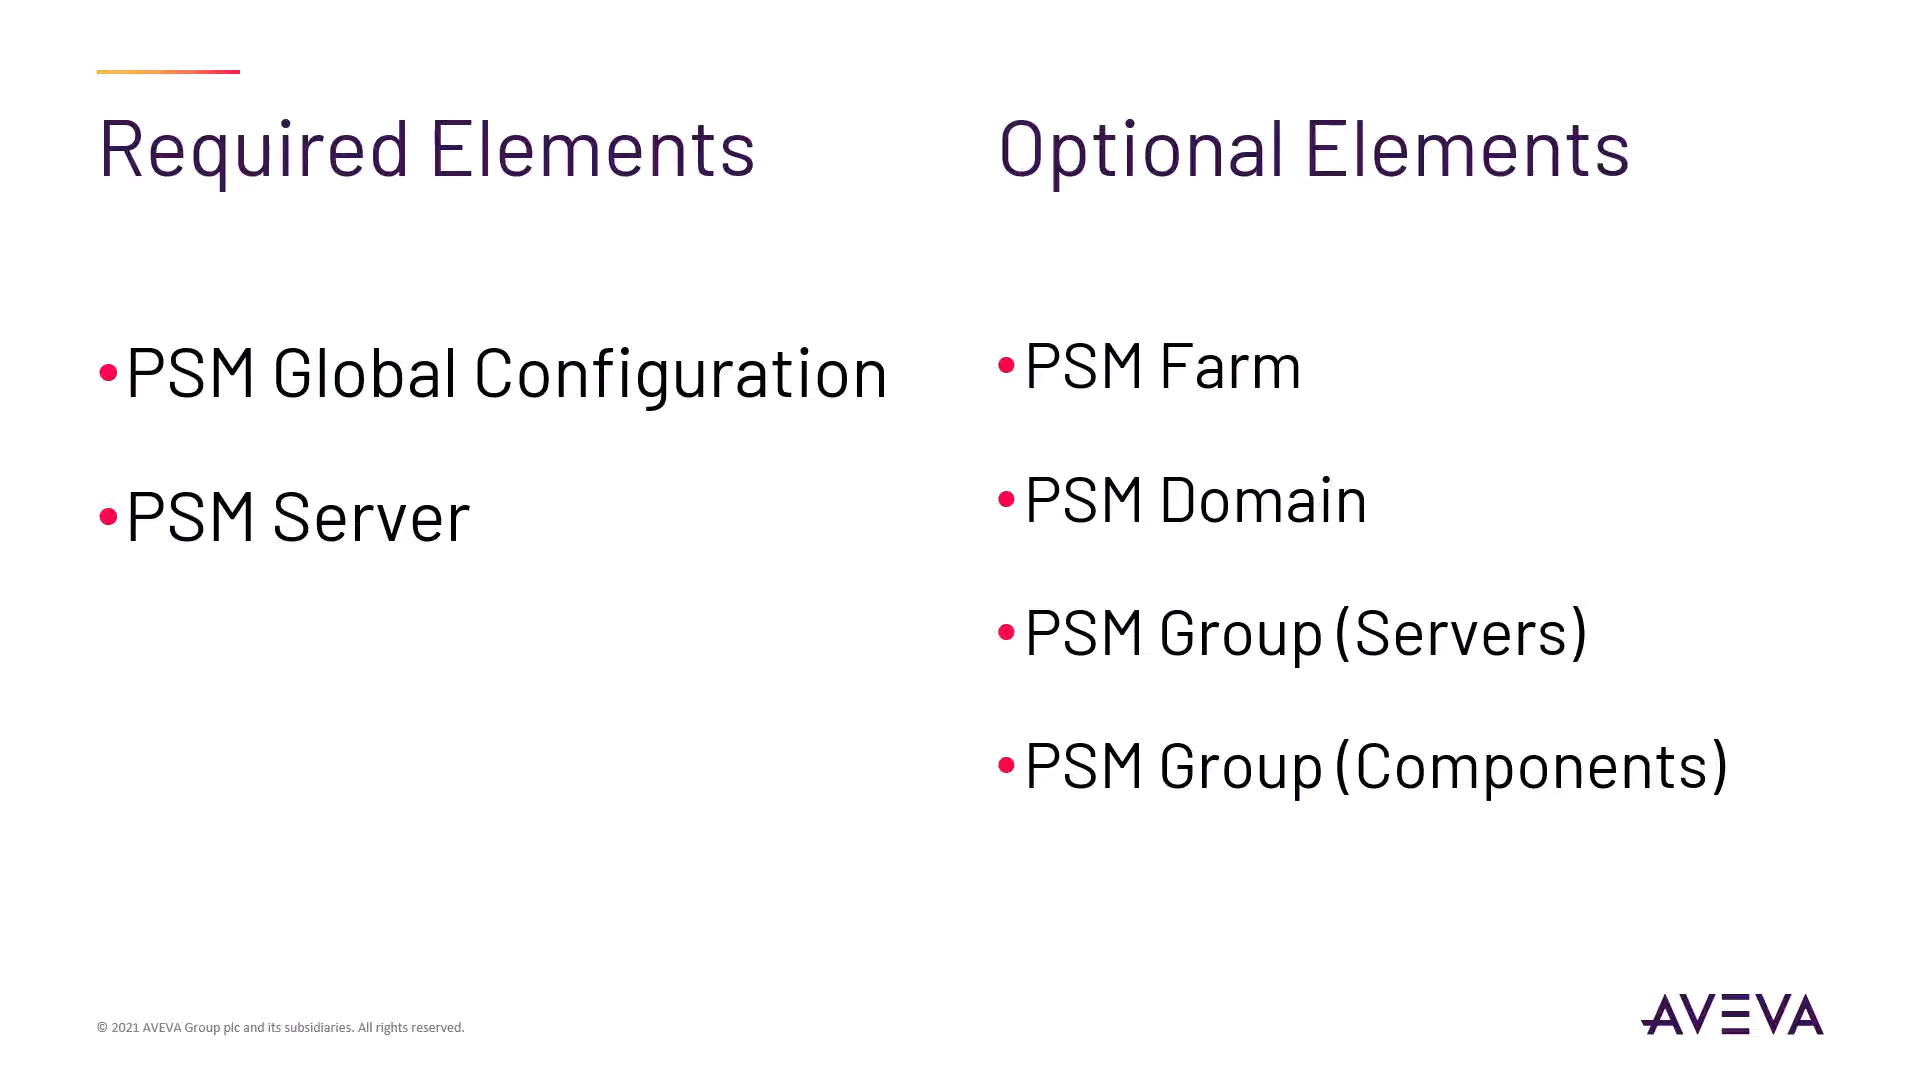 Required Elements
• PSM Global Configuration
• PSM Server
Optional Elements
• PSM Farm
• PSM Domain
• PSM Group (Servers)
• PSM Group (Components)
© 2021 AVEVA Group plc and its subsidiaries. All rights reserved.
AVEVA